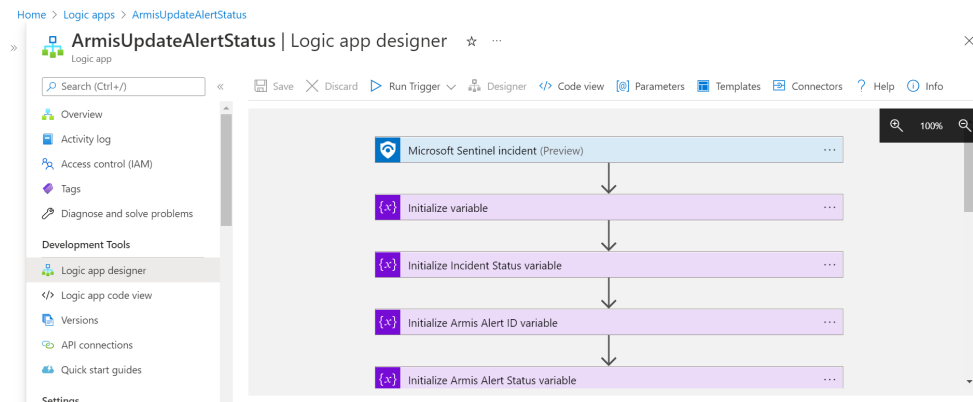 Home > Logic apps > ArmisUpdateAlertStatus
»
ArmisUpdateAlertStatus | Logic app designer ☆ ···
Logic app
Search (Ctrl+/)
«
Save Discard Run Trigger Designer </> Code view [@] Parameters Templates Connectors ? Help Info
Overview
Activity log
Access control (IAM)
Tags
Diagnose and solve problems
Development Tools
Logic app designer
</> Logic app code view
Versions
API connections
Quick start guides
Settings
100%
Microsoft Sentinel incident (Preview) ···
{x} Initialize variable ···
{x} Initialize Incident Status variable ···
{x} Initialize Armis Alert ID variable ···
{x} Initialize Armis Alert Status variable ···